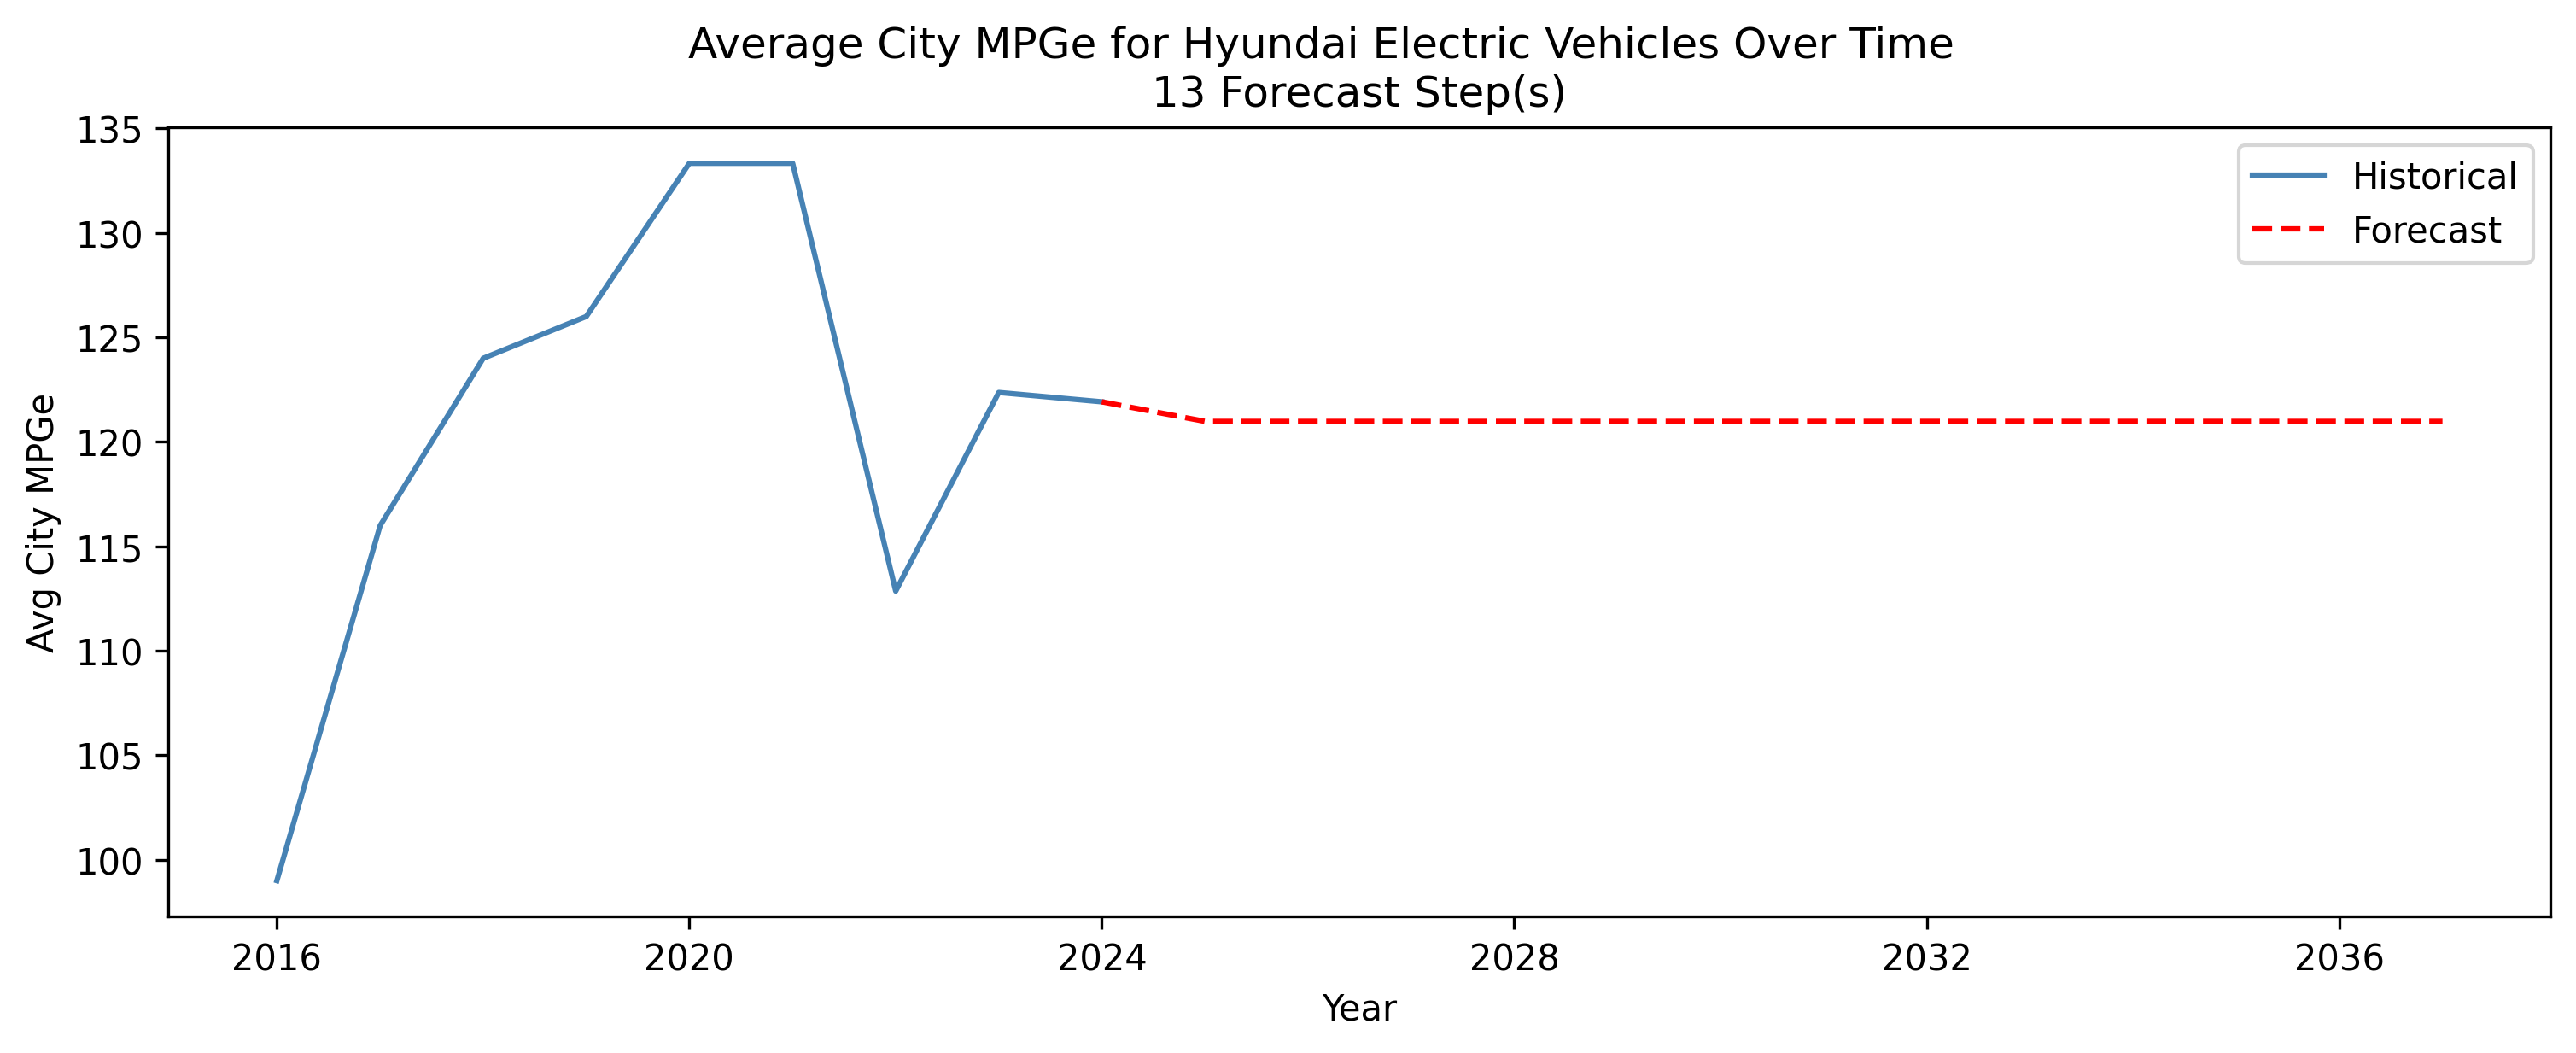 Average City MPGe for Hyundai Electric Vehicles Over Time
13 Forecast Step(s)
135
130
125
120
115
110
105
100
Avg City MPGe
Historical
Forecast
2016
2020
2024
2028
2032
2036
Year